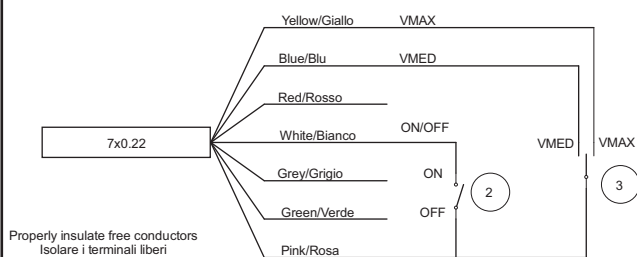 Yellow/Giallo VMAX
Blue/Blu VMED
Red/Rosso
White/Bianco ON/OFF
7x0.22
VMED VMAX
Grey/Grigio ON
2
3
Green/Verde OFF
Properly insulate free conductors
Isolare i terminali liberi
Pink/Rosa